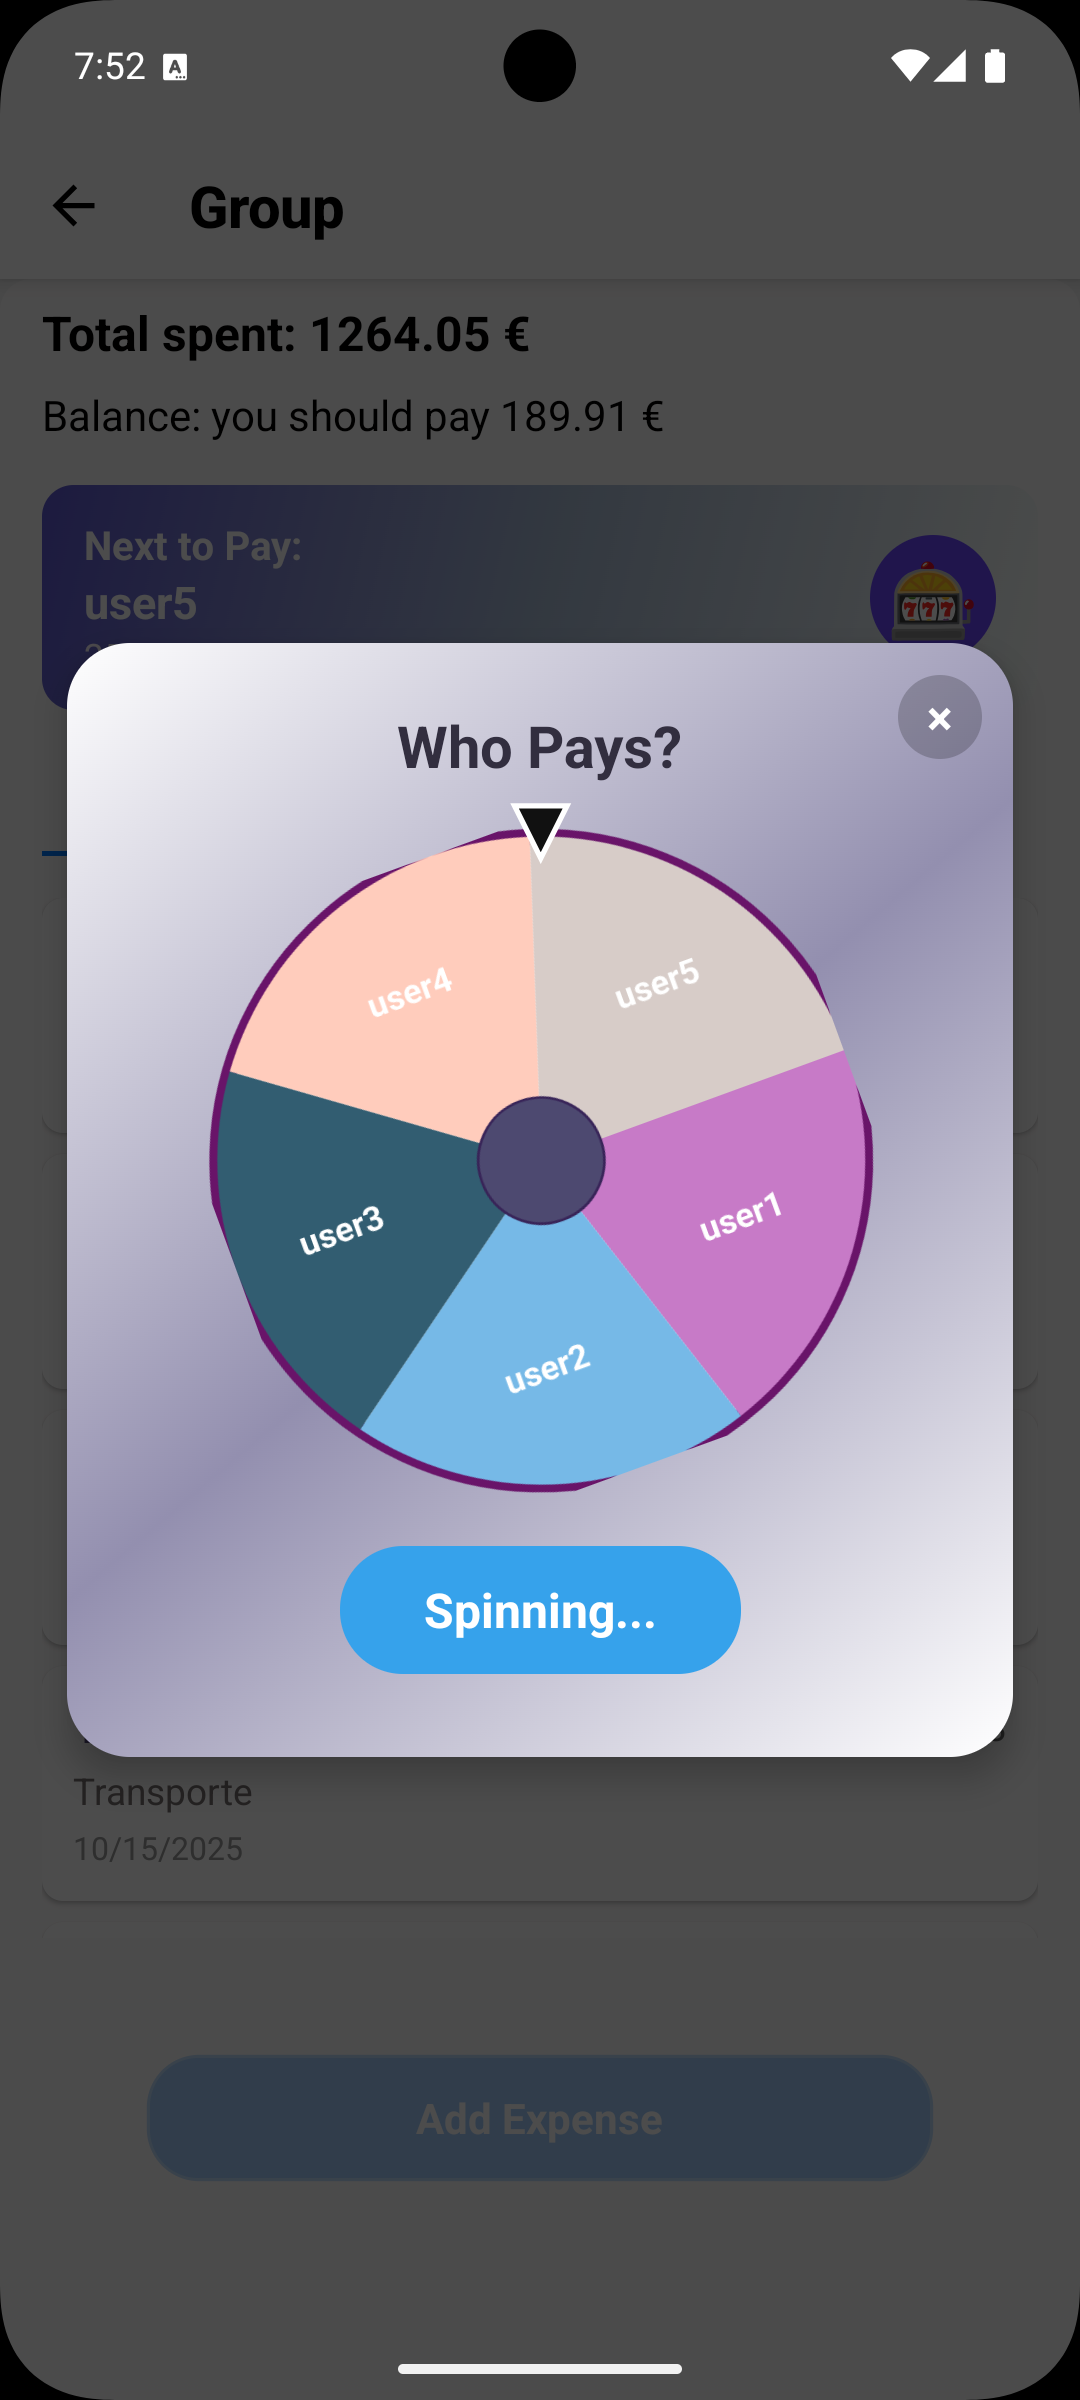 7:52
Group
Total spent: 1264.05 €
Balance: you should pay 189.91 €
Next to Pay:
user5
777
Who Pays?
×
user4
user5
user3
user1
user2
Spinning...
Transporte
10/15/2025
Add Expense